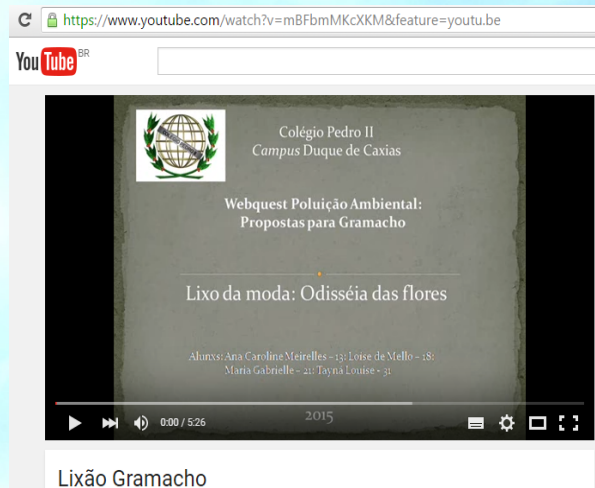 https://www.youtube.com/watch?v=mBFbmMKcXKM&feature=youtu.be
You Tube BR
Colégio Pedro II
Campus Duque de Caxias
Webquest Poluição Ambiental:
Propostas para Gramacho
Lixo da moda: Odisséia das flores
Alunxs: Ana Caroline Meirelles – 13; Loise de Mello – 18;
Maria Gabrielle – 21; Tayná Louise - 31
2015
0:00 / 5:26
Lixão Gramacho